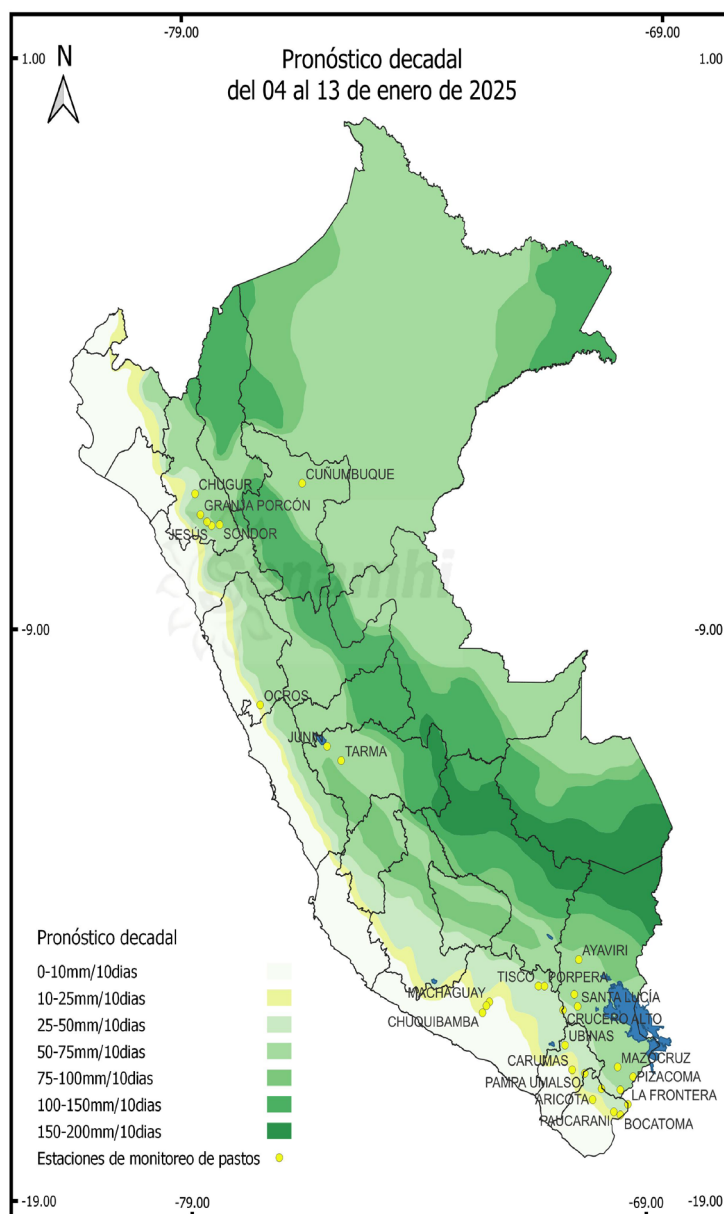 -79.00 -69.00
1.00 N Pronóstico decadal 1.00
del 04 al 13 de enero de 2025
CUÑUMBUQUE
CHUGUR
GRANJA PORCÓN
JESÚS SONDOR
senamhi
-9.00 -9.00
OCROS
JUNIN
TARMA
Pronóstico decadal
0-10mm/10dias
10-25mm/10dias
25-50mm/10dias
50-75mm/10dias
75-100mm/10dias
100-150mm/10dias
150-200mm/10dias
Estaciones de monitoreo de pastos
AYAVIRI
TISCO PORPERA
MACHAGUAY SANTA LUCÍA
CHUQUIBAMBA CRUCERO ALTO
UBINAS
CARUMAS MAZOCRUZ
PAMPA UMALSO PIZACOMA
ARICOTA LA FRONTERA
PAUCARANI BOCATOMA
-19.00 -79.00 -69.00 -19.00